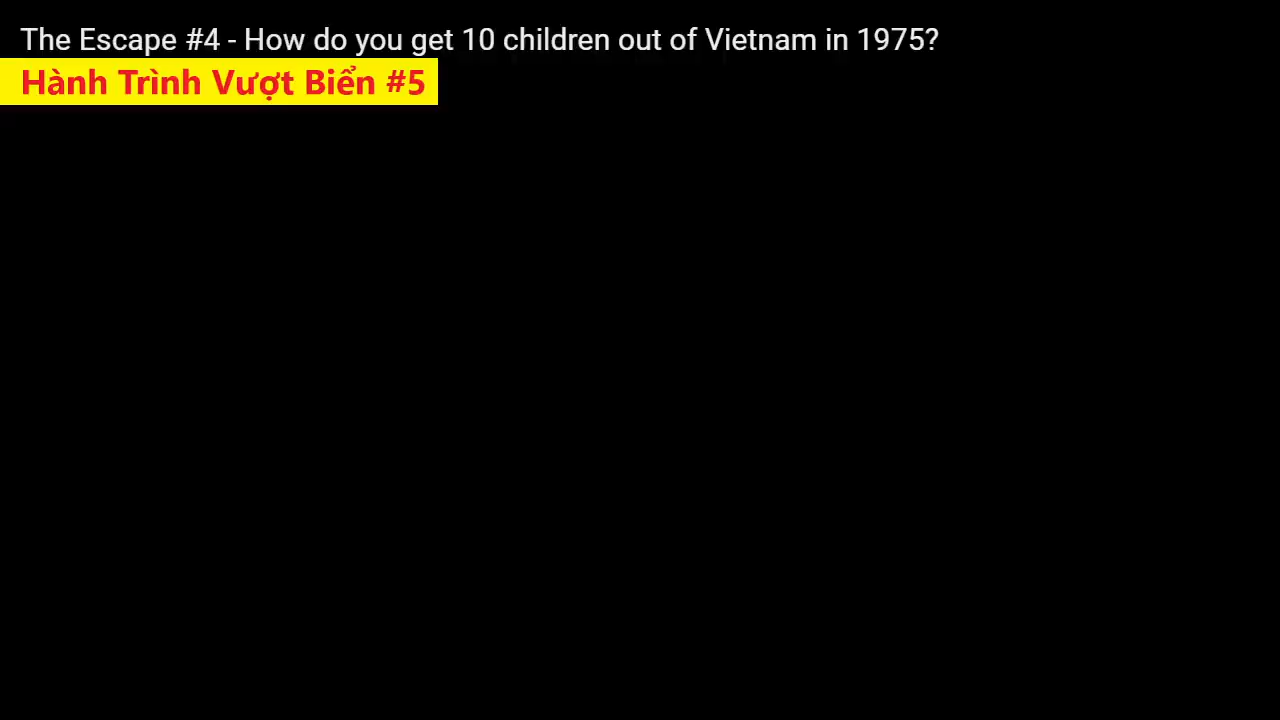 The Escape #4 - How do you get 10 children out of Vietnam in 1975?
Hành Trình Vượt Biển #5